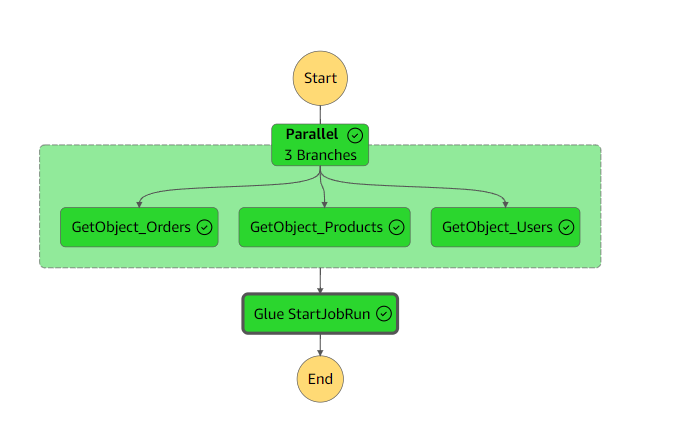 Start
Parallel
3 Branches
GetObject_Orders
GetObject_Products
GetObject_Users
Glue StartJobRun
End